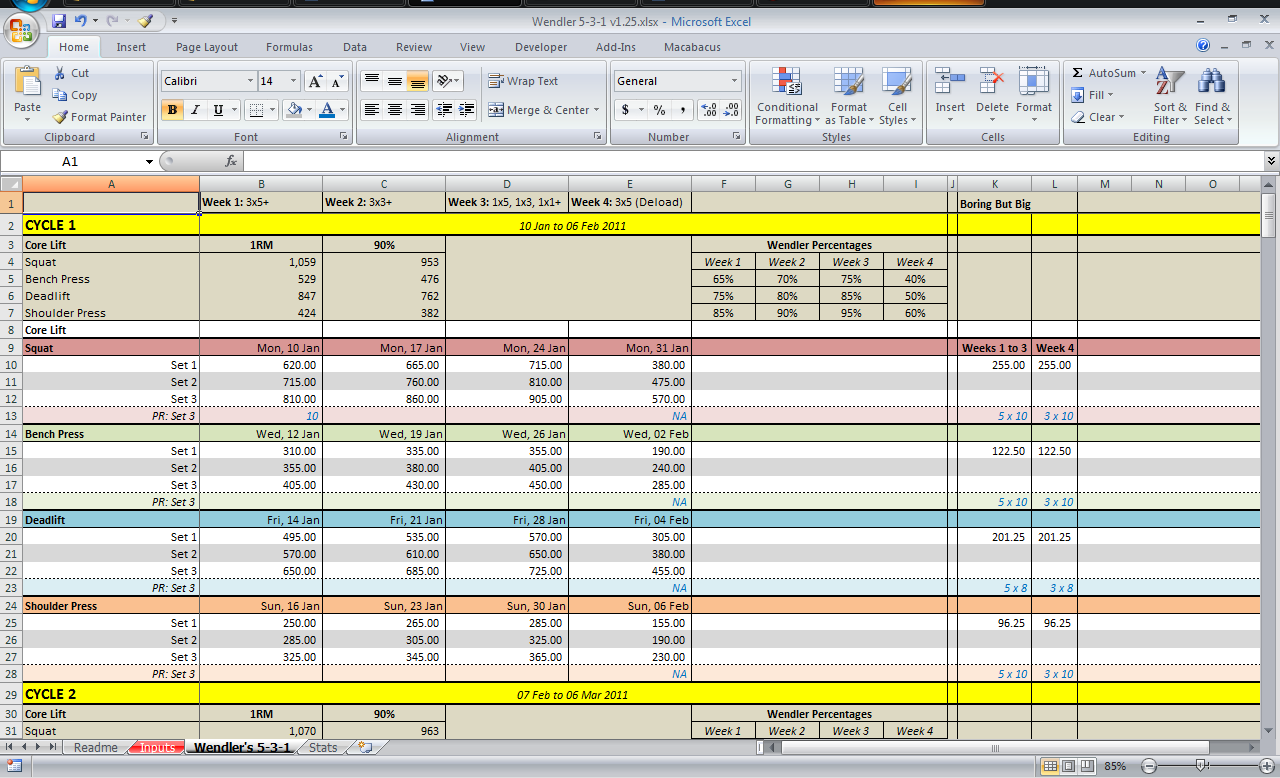 Wendler 5-3-1 v1.25.xlsx - Microsoft Excel
Home Insert Page Layout Formulas Data Review View Developer Add-Ins Macabacus
Paste Cut Copy Format Painter Clipboard
Calibri 14 A A B I U A Font
Wrap Text Merge & Center Alignment
General $ % , .00 .0 Number
Conditional Formatting Format as Table Cell Styles Styles
Insert Delete Format Cells
Σ AutoSum Fill Clear Sort & Filter Find & Select Editing
A1 fx
A B C D E F G H I J K L M N O
1 Week 1: 3x5+ Week 2: 3x3+ Week 3: 1x5, 1x3, 1x1+ Week 4: 3x5 (Deload) Boring But Big
2 CYCLE 1 10 Jan to 06 Feb 2011
3 Core Lift 1RM 90% Wendler Percentages
4 Squat 1,059 953 Week 1 Week 2 Week 3 Week 4
5 Bench Press 529 476 65% 70% 75% 40%
6 Deadlift 847 762 75% 80% 85% 50%
7 Shoulder Press 424 382 85% 90% 95% 60%
8 Core Lift
9 Squat Mon, 10 Jan Mon, 17 Jan Mon, 24 Jan Mon, 31 Jan Weeks 1 to 3 Week 4
10 Set 1 620.00 665.00 715.00 380.00 255.00 255.00
11 Set 2 715.00 760.00 810.00 475.00
12 Set 3 810.00 860.00 905.00 570.00
13 PR: Set 3 10 NA 5 x 10 3 x 10
14 Bench Press Wed, 12 Jan Wed, 19 Jan Wed, 26 Jan Wed, 02 Feb
15 Set 1 310.00 335.00 355.00 190.00 122.50 122.50
16 Set 2 355.00 380.00 405.00 240.00
17 Set 3 405.00 430.00 450.00 285.00
18 PR: Set 3 NA 5 x 10 3 x 10
19 Deadlift Fri, 14 Jan Fri, 21 Jan Fri, 28 Jan Fri, 04 Feb
20 Set 1 495.00 535.00 570.00 305.00 201.25 201.25
21 Set 2 570.00 610.00 650.00 380.00
22 Set 3 650.00 685.00 725.00 455.00
23 PR: Set 3 NA 5 x 8 3 x 8
24 Shoulder Press Sun, 16 Jan Sun, 23 Jan Sun, 30 Jan Sun, 06 Feb
25 Set 1 250.00 265.00 285.00 155.00 96.25 96.25
26 Set 2 285.00 305.00 325.00 190.00
27 Set 3 325.00 345.00 365.00 230.00
28 PR: Set 3 NA 5 x 10 3 x 10
29 CYCLE 2 07 Feb to 06 Mar 2011
30 Core Lift 1RM 90% Wendler Percentages
31 Squat 1,070 963 Week 1 Week 2 Week 3 Week 4
Readme Inputs Wendler's 5-3-1 Stats
85%